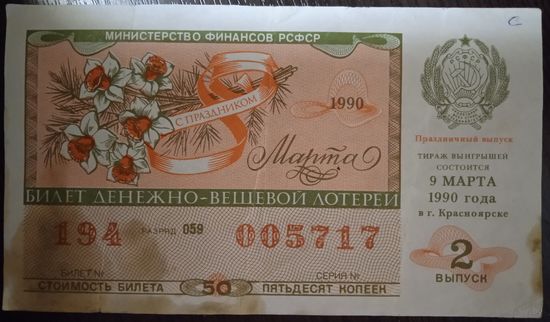 МИНИСТЕРСТВО ФИНАНСОВ РСФСР
С ПРАЗДНИКОМ
8
1990
Марта
БИЛЕТ ДЕНЕЖНО-ВЕЩЕВОЙ ЛОТЕРЕИ
194 РАЗРЯД 059 005717
БИЛЕТ № СЕРИЯ №
СТОИМОСТЬ БИЛЕТА 50 ПЯТЬДЕСЯТ КОПЕЕК
Праздничный выпуск
ТИРАЖ ВЫИГРЫШЕЙ
СОСТОИТСЯ
9 МАРТА
1990 года
в г. Красноярске
2
ВЫПУСК